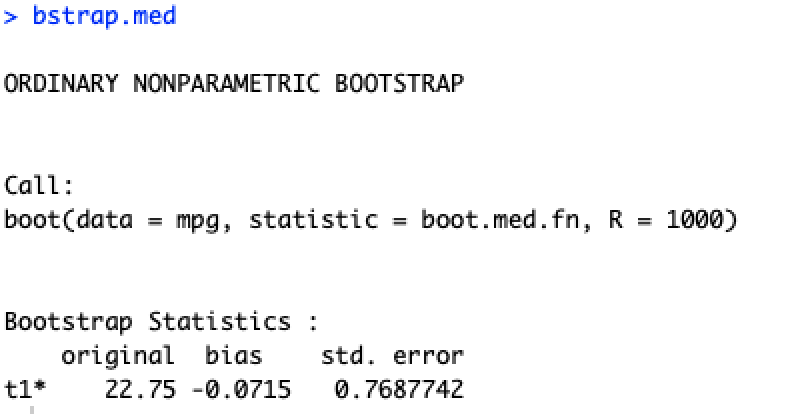 > bstrap.med
ORDINARY NONPARAMETRIC BOOTSTRAP
Call:
boot(data = mpg, statistic = boot.med.fn, R = 1000)
Bootstrap Statistics :
    original  bias    std. error
t1*    22.75 -0.0715   0.7687742